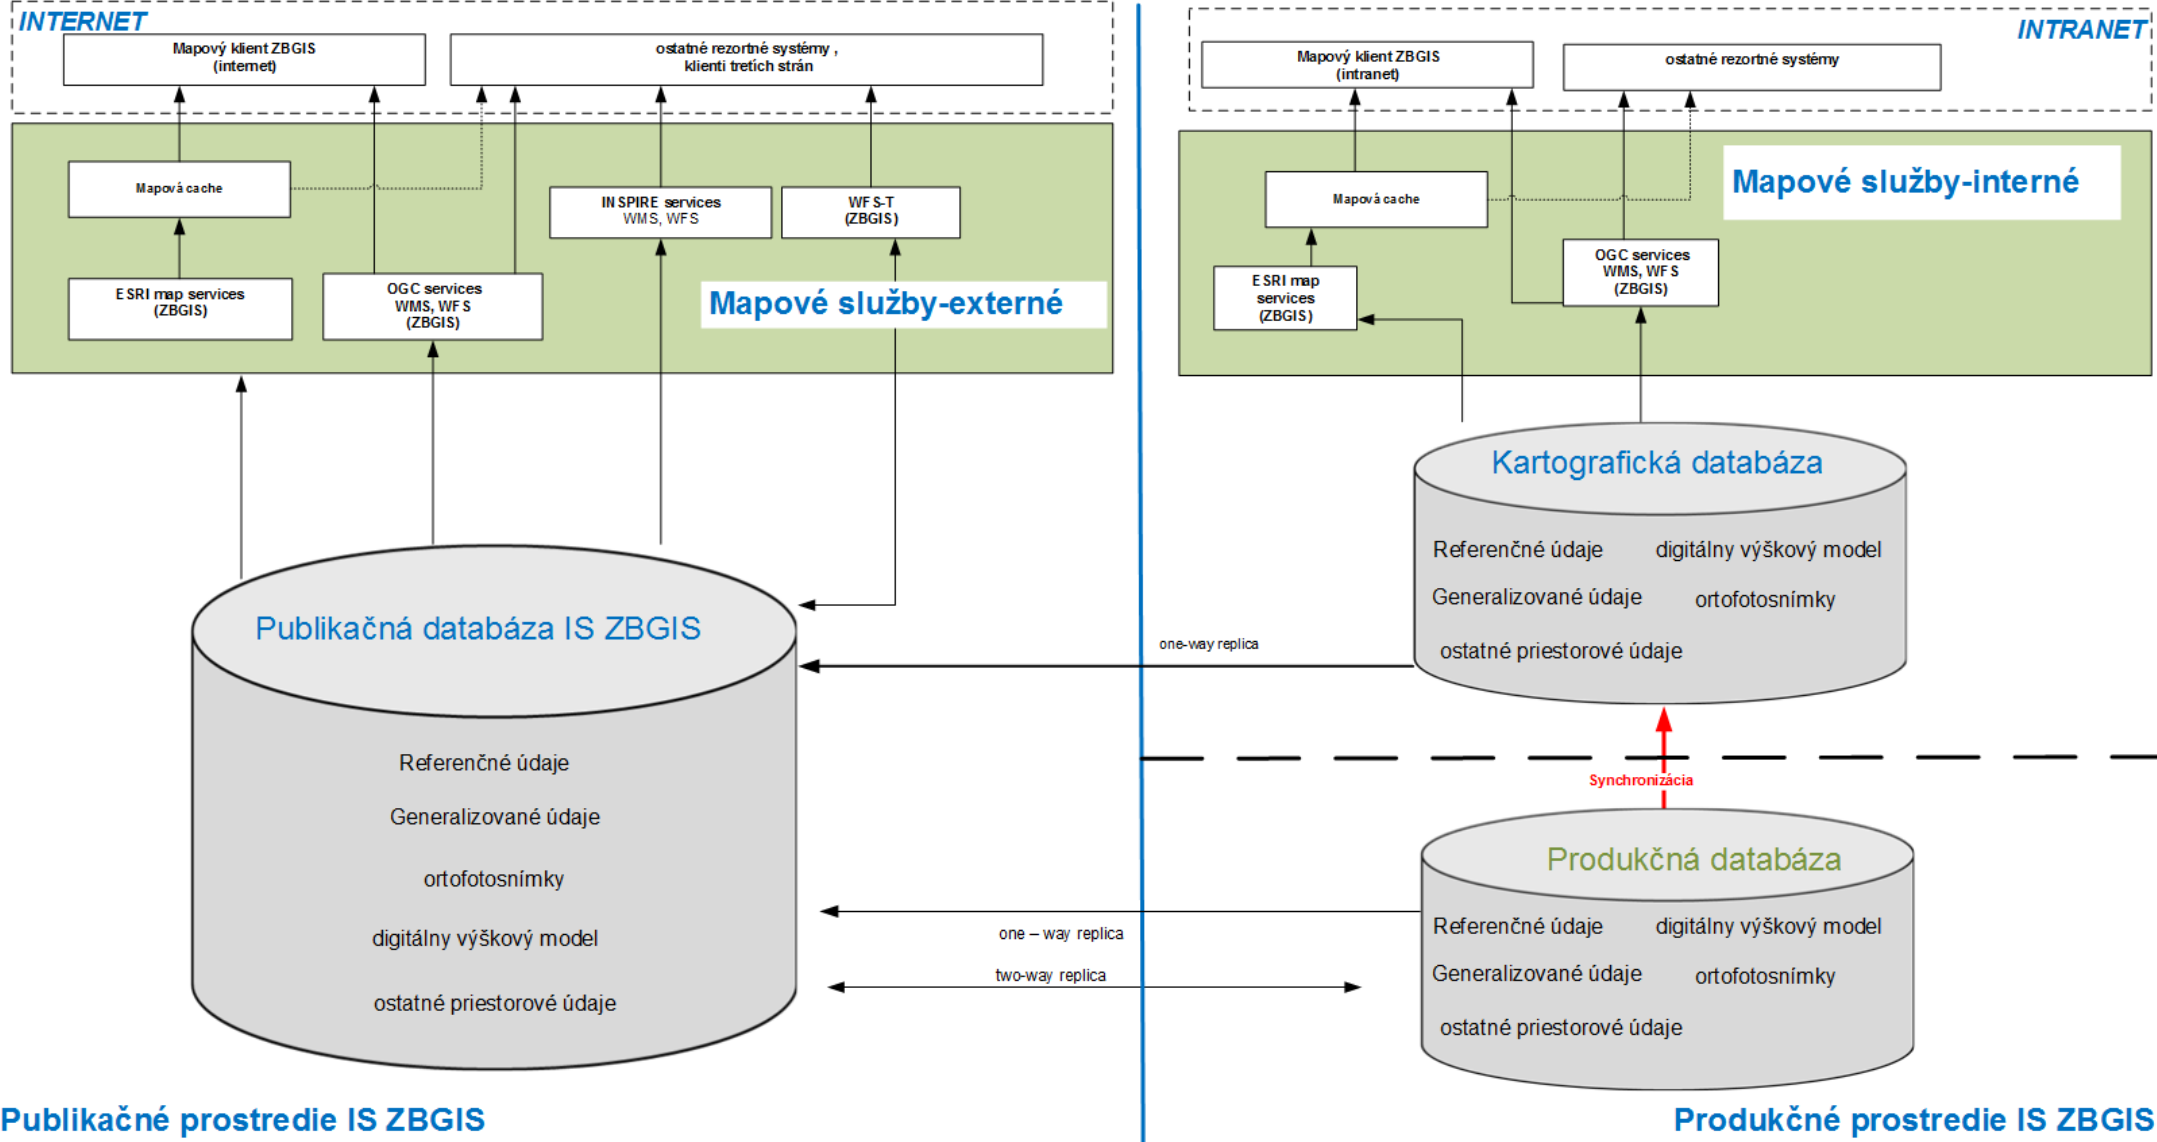 INTERNET
Mapový klient ZBGIS
(internet)
ostatné rezortné systémy ,
klienti tretích strán
Mapová cache
INSPIRE services
WMS, WFS
WFS-T
(ZBGIS)
ESRI map services
(ZBGIS)
OGC services
WMS, WFS
(ZBGIS)
Mapové služby-externé
INTRANET
Mapový klient ZBGIS
(intranet)
ostatné rezortné systémy
Mapové služby-interné
Mapová cache
ESRI map
services
(ZBGIS)
OGC services
WMS, WFS
(ZBGIS)
Kartografická databáza
Referenčné údaje
digitálny výškový model
Generalizované údaje
ortofotosnímky
ostatné priestorové údaje
Publikačná databáza IS ZBGIS
Referenčné údaje
Generalizované údaje
ortofotosnímky
digitálny výškový model
ostatné priestorové údaje
one-way replica
Synchronizácia
Produkčná databáza
Referenčné údaje
digitálny výškový model
Generalizované údaje
ortofotosnímky
ostatné priestorové údaje
one – way replica
two-way replica
Publikačné prostredie IS ZBGIS
Produkčné prostredie IS ZBGIS